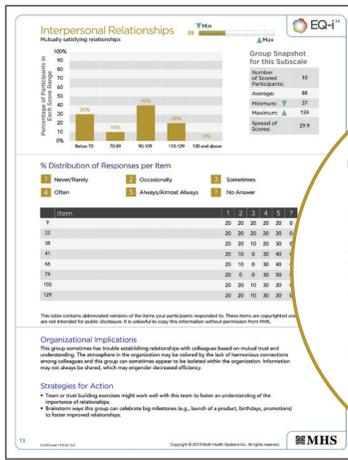 Interpersonal Relationships
Mutually satisfying relationships
88
Min
Max
EQ-i
Group Snapshot
for this Subscale
Number
of Scored
Participants:
10
Average: 88
Minimum: 37
Maximum: 124
Spread of
Scores:
29.9
Percentage of Participants in
Each Score Range
100%
90
80
70
60
50
40
30
20
10
0%
30%
10%
40%
20%
0%
Below 70 70-89 90-109 110-129 130 and above
% Distribution of Responses per Item
1 Never/Rarely 2 Occasionally 3 Sometimes
4 Often 5 Always/Almost Always ? No Answer
Item 1 2 3 4 5 ?
9 20 20 20 20 20 0
22 20 20 20 20 20 0
38 20 20 10 20 30 0
41 20 10 0 30 40 0
66 20 10 0 30 40
74 20 0 0 30 50
102 20 20 10 30 20 0
129 20 20 10 30 20 0
This table contains abbreviated versions of the items your participants responded to. These items are copyrighted and
are not intended for public disclosure. It is unlawful to copy this information without permission from MHS.
Organizational Implications
This group sometimes has trouble establishing relationships with colleagues based on mutual trust and
understanding. The atmosphere in the organization may be colored by the lack of harmonious connections
among colleagues and this group can sometimes appear to be isolated within the organization. Information
may not always be shared, which may engender decreased efficiency.
Strategies for Action
• Team or trust building exercises might work well with this team to foster an understanding of the
importance of relationships.
• Brainstorm ways this group can celebrate big milestones (e.g., launch of a product, birthdays, promotions)
to foster improved relationships.
13
Copyright © 2013 Multi-Health Systems Inc. All rights reserved.
MHS